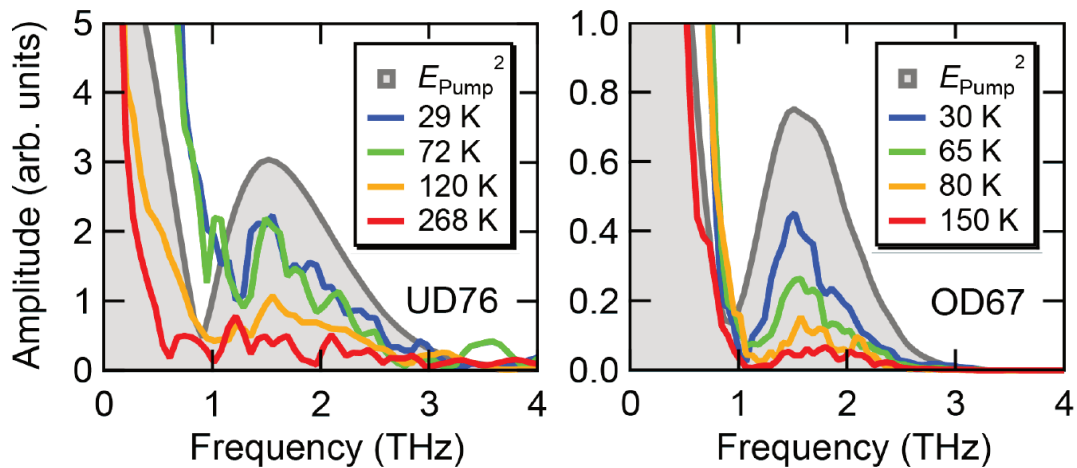 Amplitude (arb. units)
5
4
3
2
1
0
E_Pump^2
29 K
72 K
120 K
268 K
UD76
0 1 2 3 4
Frequency (THz)
1.0
0.8
0.6
0.4
0.2
0.0
E_Pump^2
30 K
65 K
80 K
150 K
OD67
0 1 2 3 4
Frequency (THz)